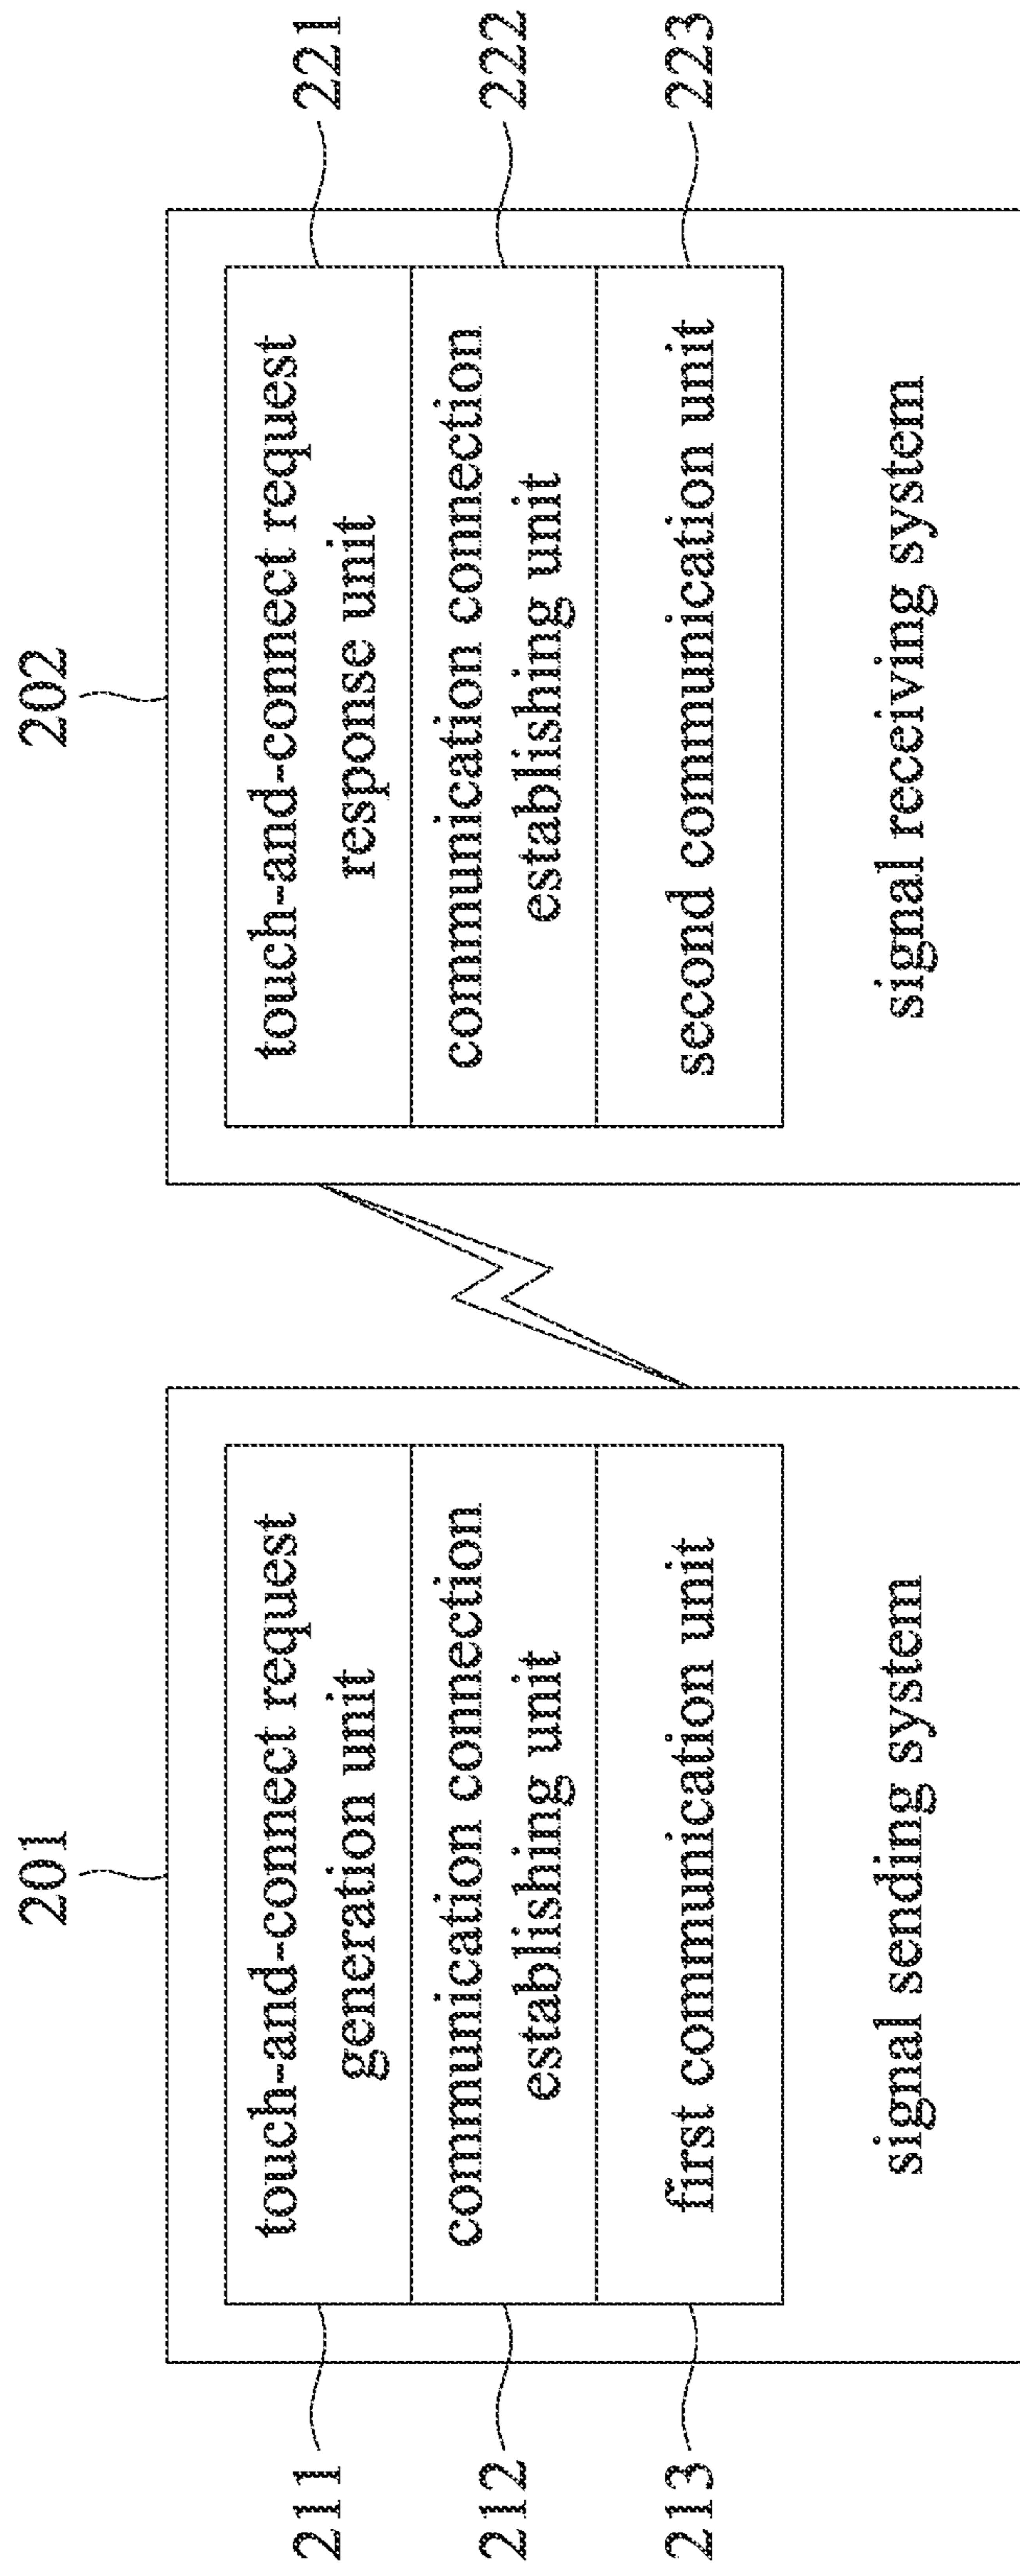 201
211
touch-and-connect request
generation unit
212
communication connection
establishing unit
213
first communication unit
signal sending system
202
touch-and-connect request
response unit
221
communication connection
establishing unit
222
second communication unit
223
signal receiving system